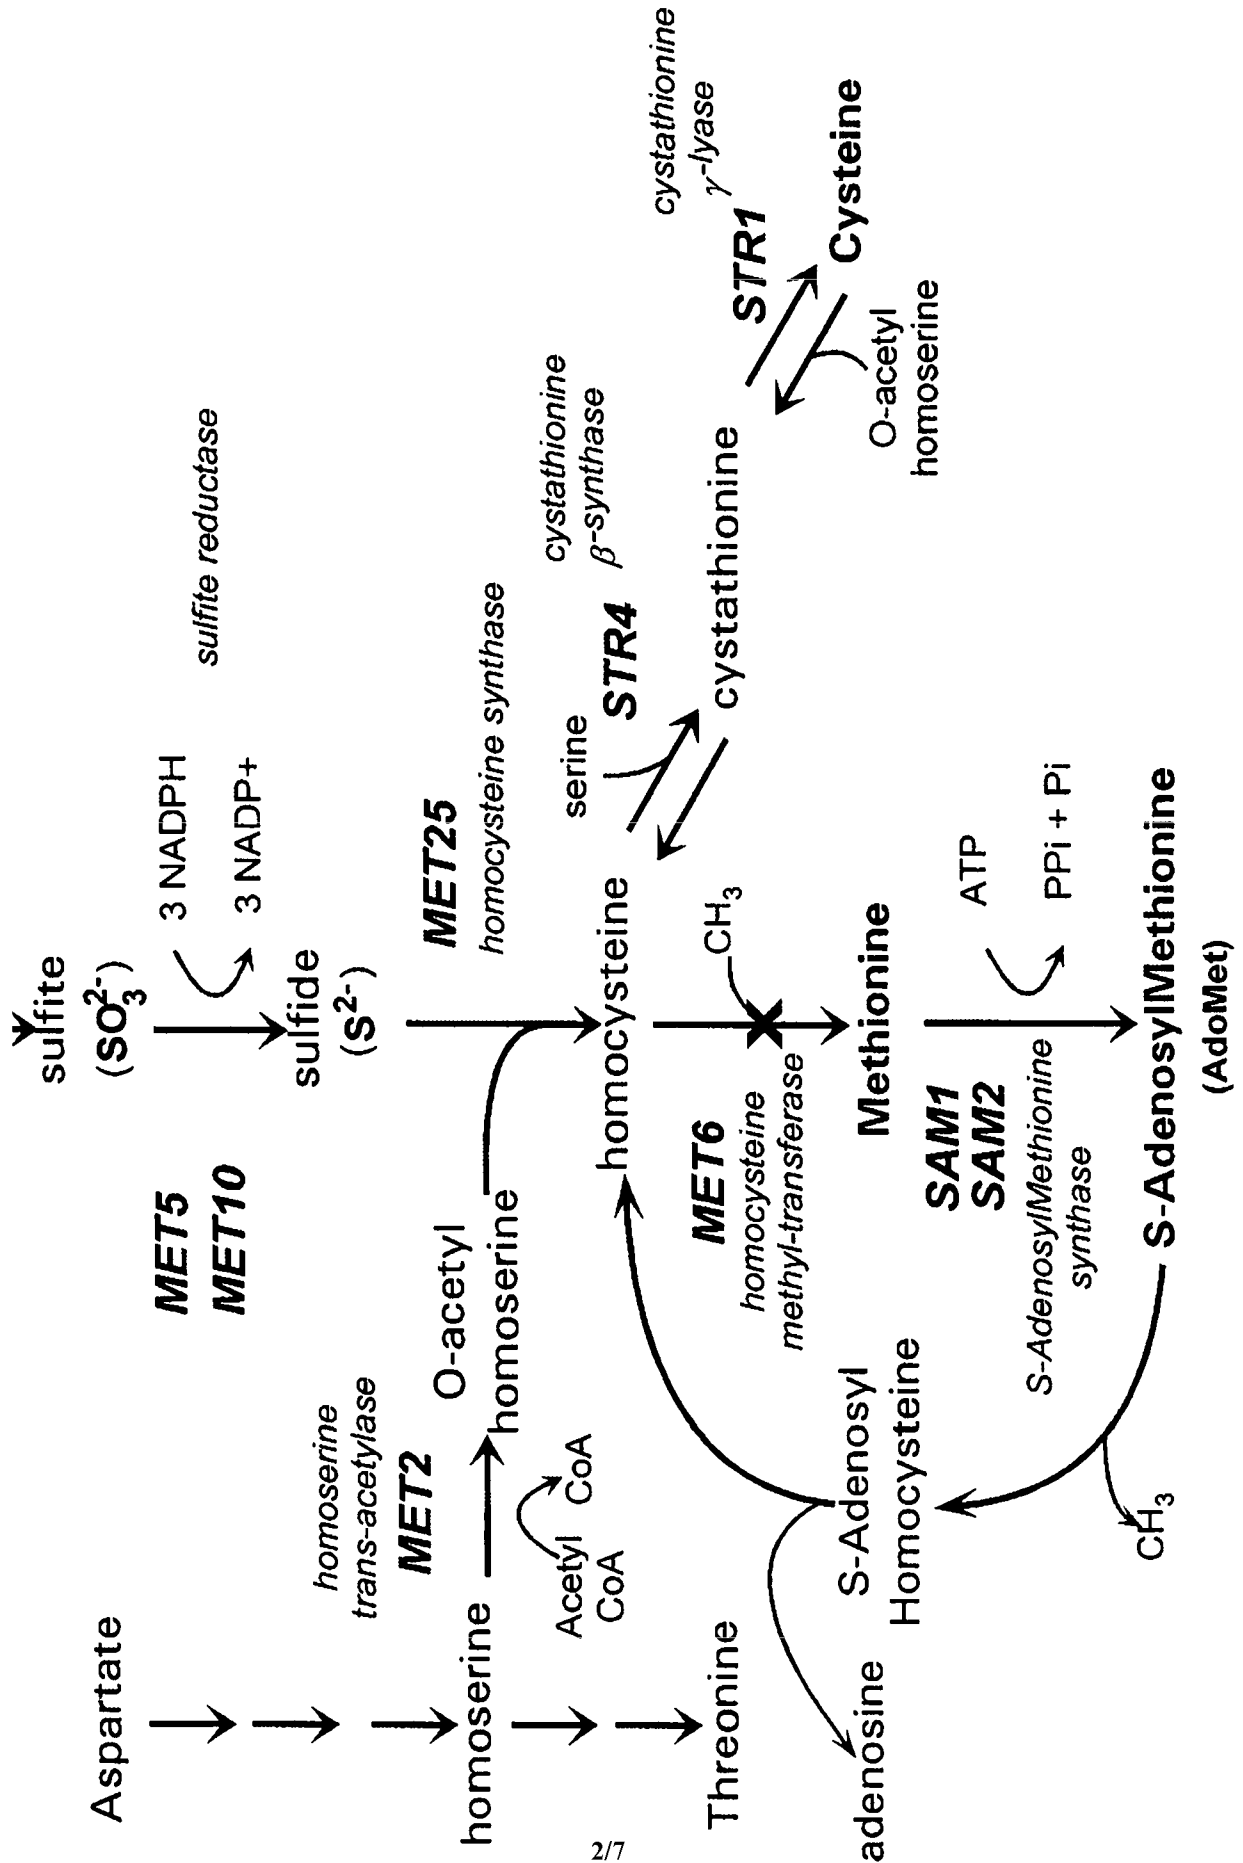 sulfite
(SO₃²⁻)
3 NADPH
MET5
MET10
sulfite reductase
3 NADP+
Aspartate
sulfide
(S²⁻)
homoserine
trans-acetylase
MET2
O-acetyl
homoserine
MET25
homocysteine synthase
homoserine
Acetyl
CoA
CoA
serine
STR4
cystathionine
β-synthase
homocysteine
cystathionine
STR1
cystathionine
γ-lyase
Cysteine
O-acetyl
homoserine
Threonine
MET6
homocysteine
methyl-transferase
CH₃
Methionine
S-Adenosyl
Homocysteine
adenosine
SAM1
SAM2
S-AdenosylMethionine
synthase
ATP
PPi + Pi
CH₃
S-AdenosylMethionine
(AdoMet)
2/7